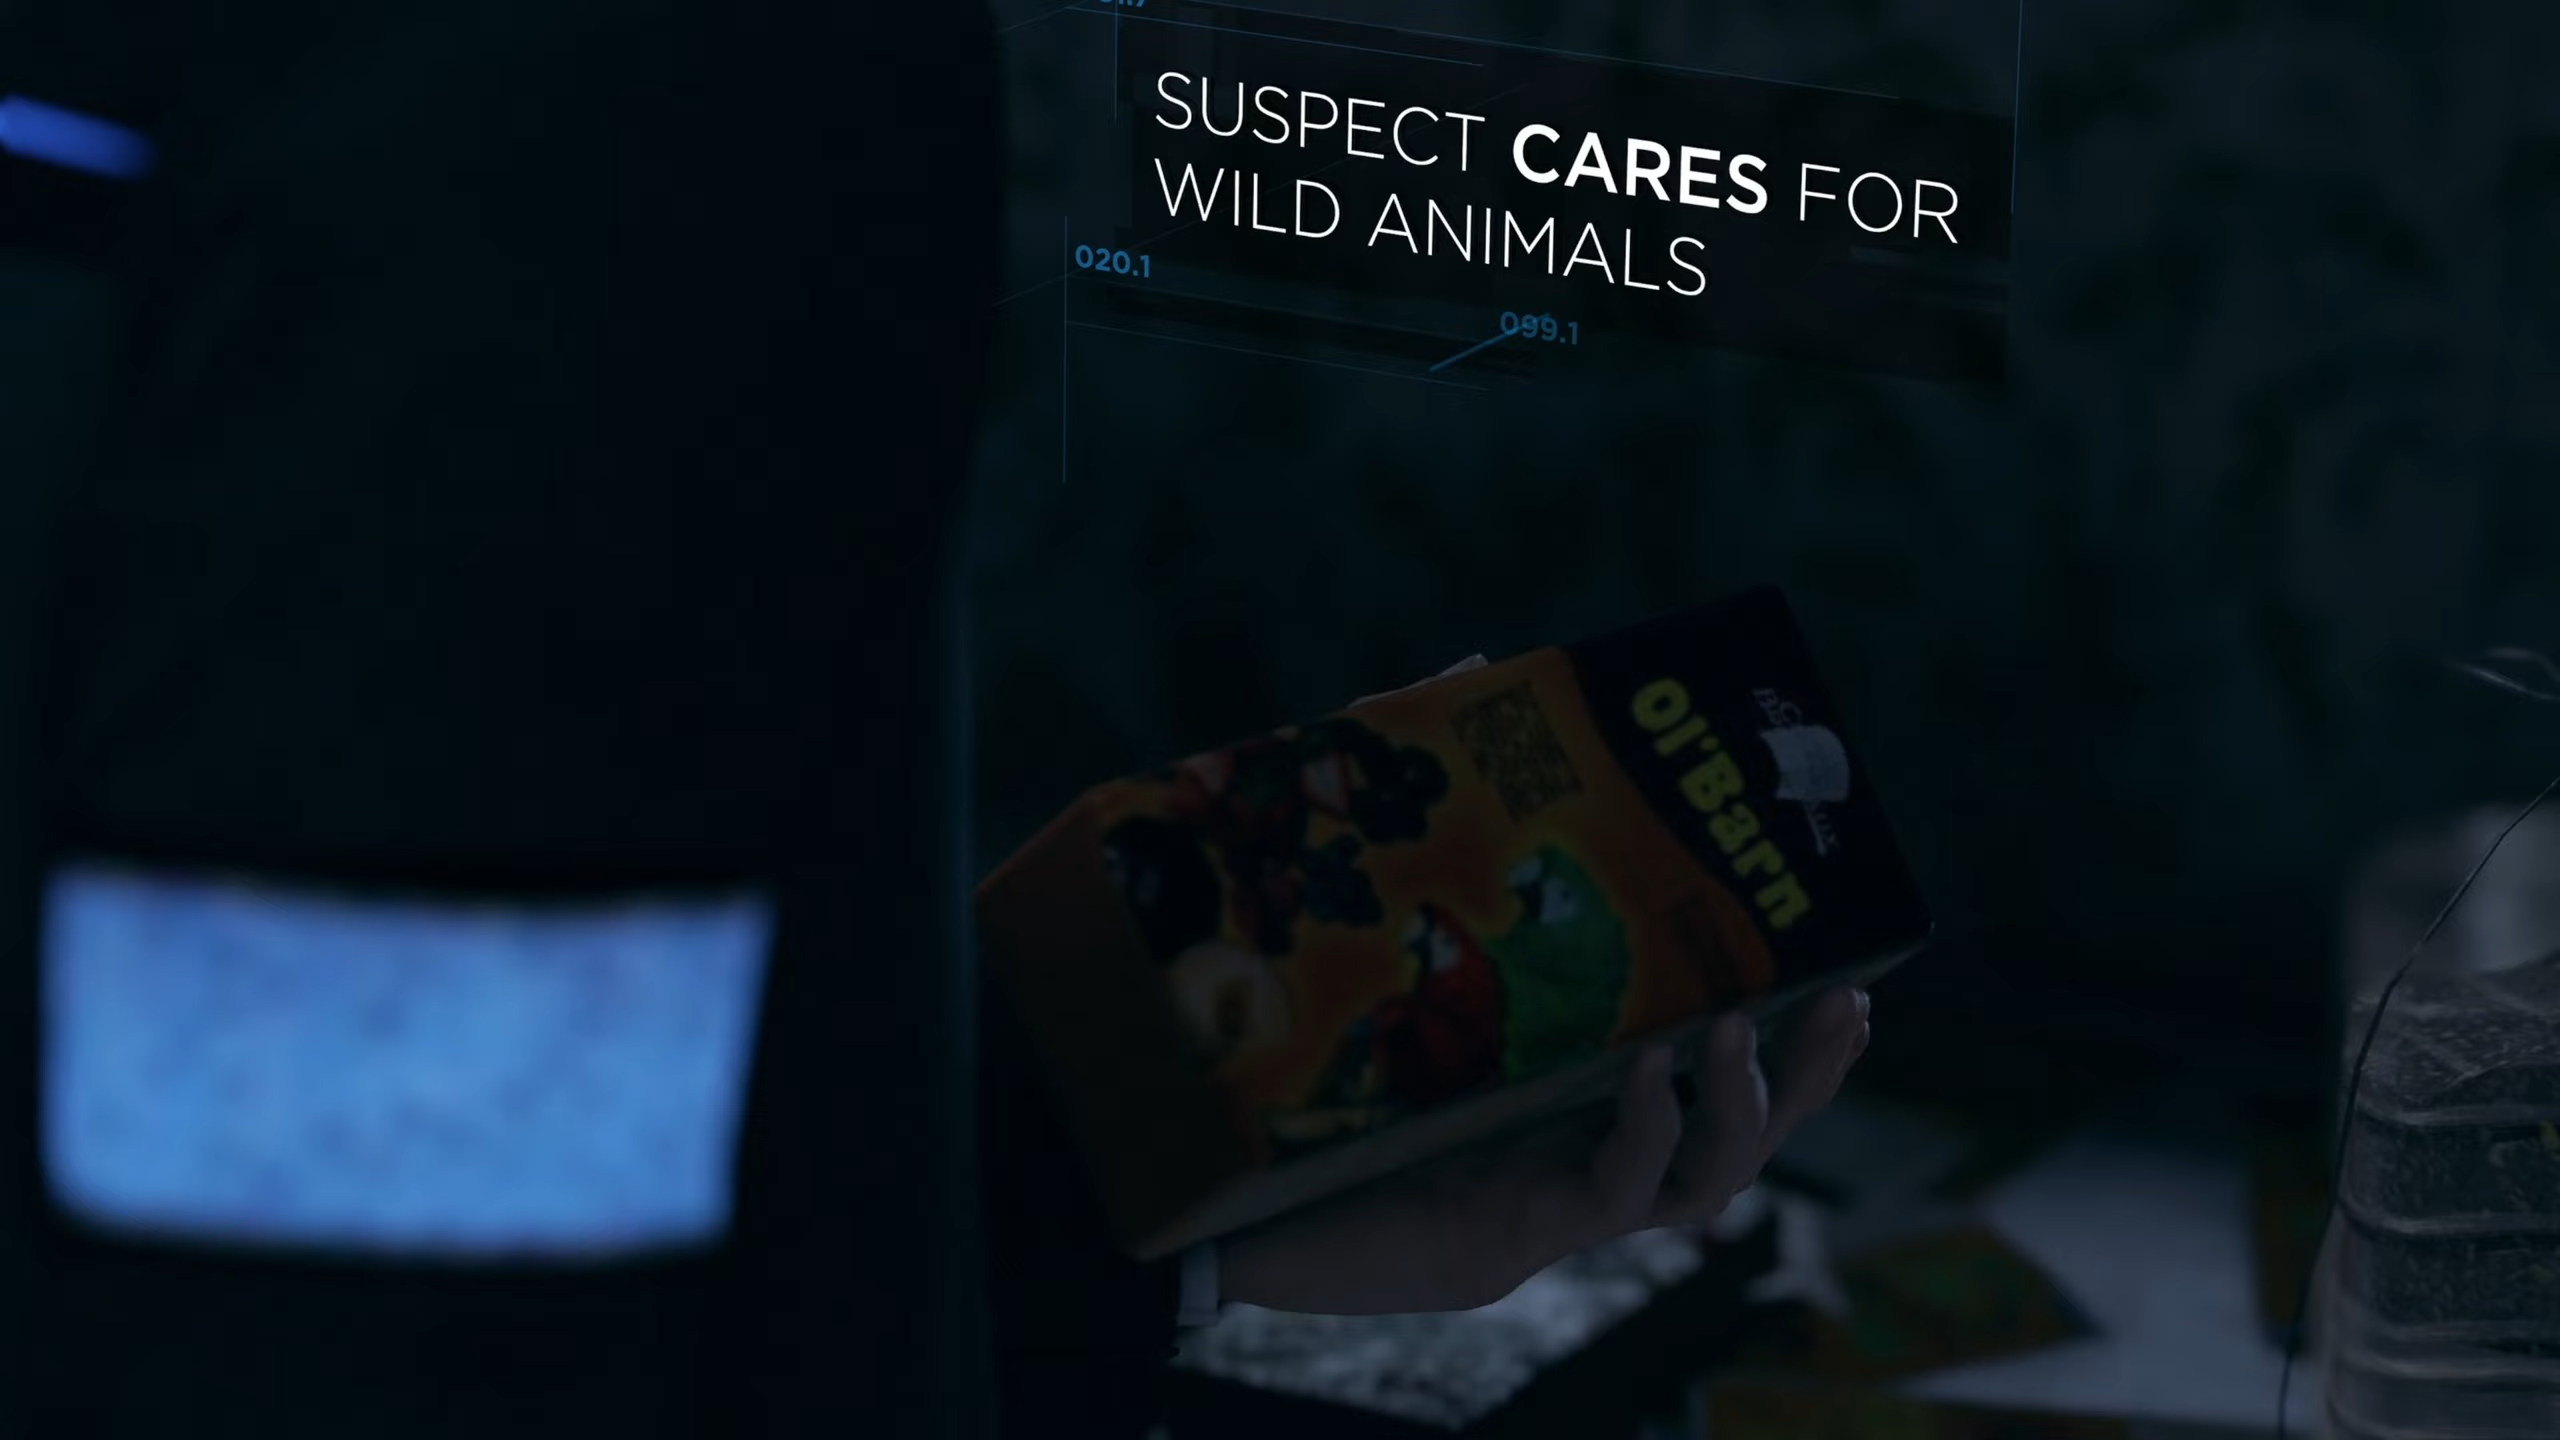 SUSPECT CARES FOR
WILD ANIMALS
020.1
099.1
Ol'Barn